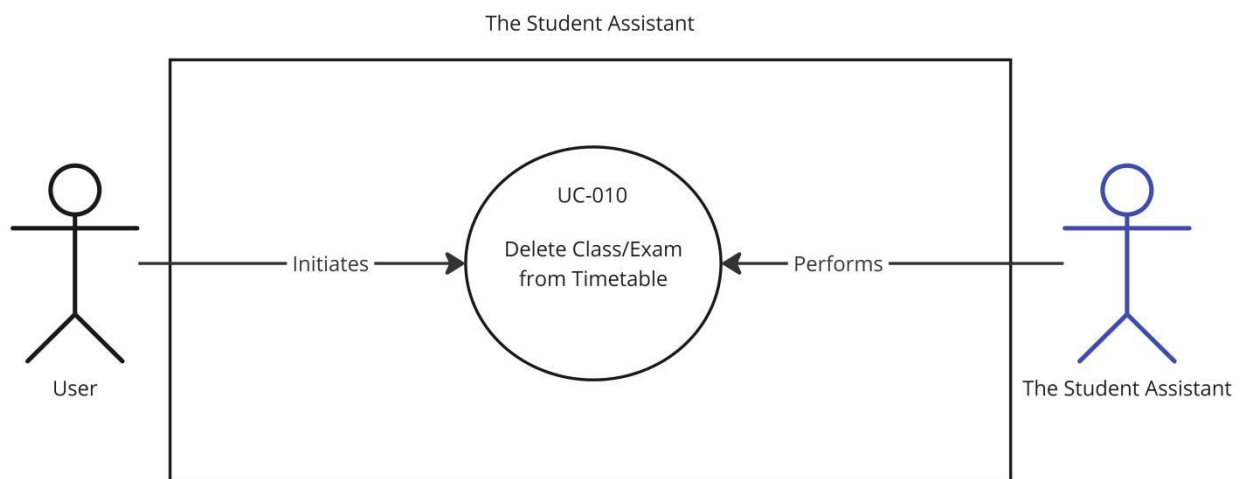 The Student Assistant
UC-010
Delete Class/Exam
from Timetable
Initiates
Performs
User
The Student Assistant